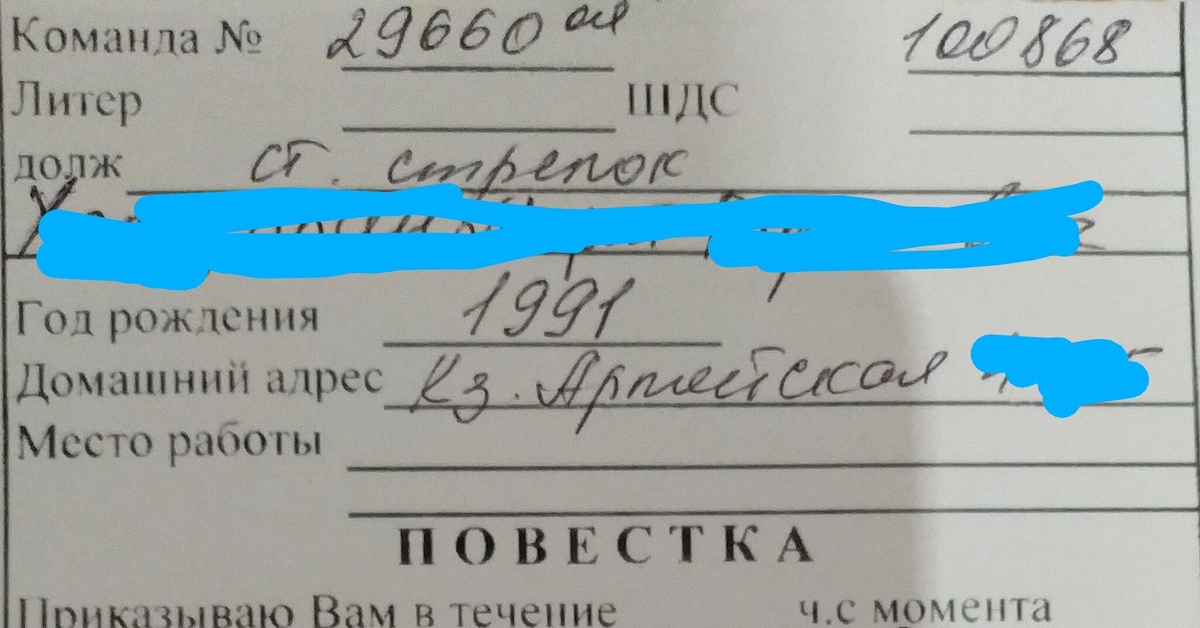 Команда № 29660 ая 100868
Литер ШДС
долж ст. стрелок
Год рождения 1991
Домашний адрес Кз. Армейская
Место работы
ПОВЕСТКА
Приказываю Вам в течение ч.с момента